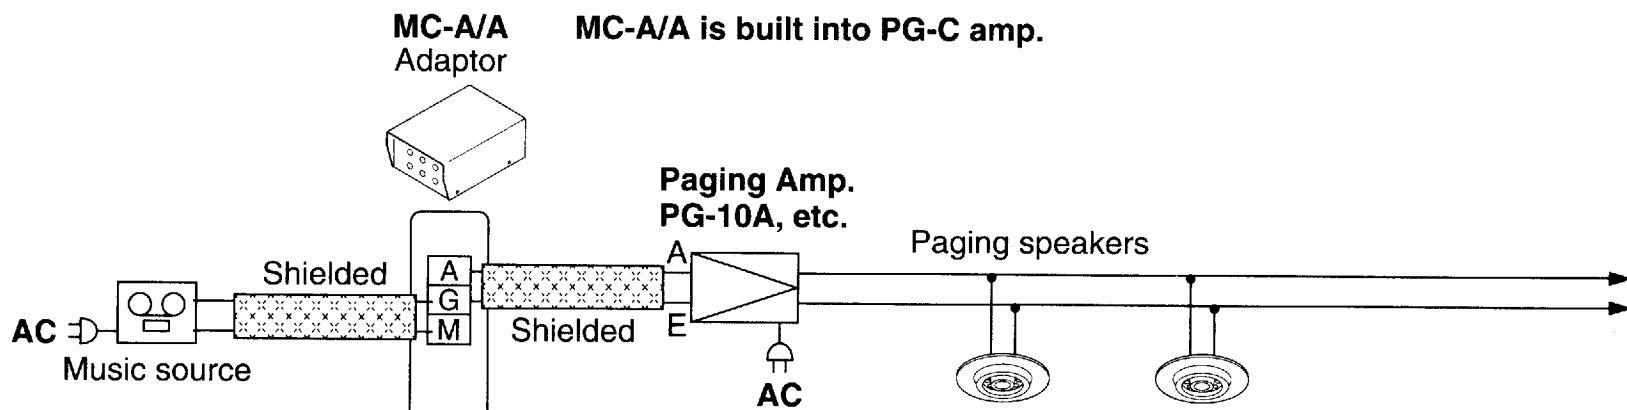 MC-A/A
Adaptor
MC-A/A is built into PG-C amp.
Paging Amp.
PG-10A, etc.
Paging speakers
Shielded
A
G
M
A
E
Shielded
AC
Music source
AC